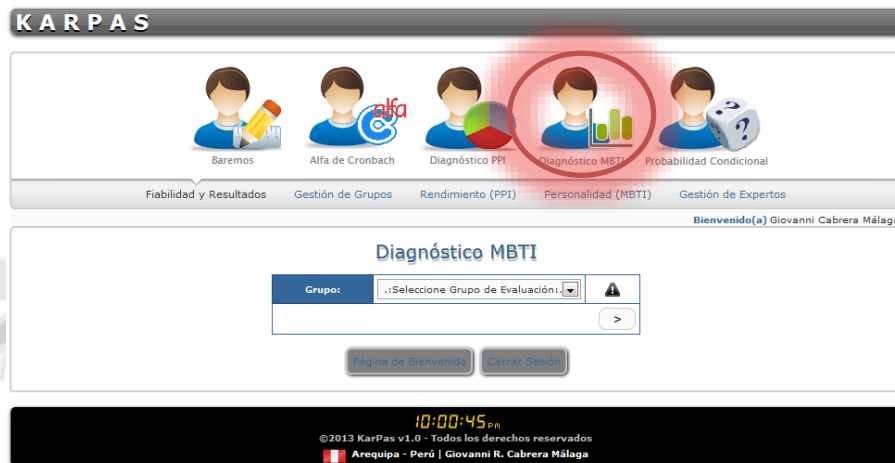 KARPAS
alfa
Baremos Alfa de Cronbach Diagnóstico PPI Diagnóstico MBTI Probabilidad Condicional
Fiabilidad y Resultados Gestión de Grupos Rendimiento (PPI) Personalidad (MBTI) Gestión de Expertos
Bienvenido(a) Giovanni Cabrera Málaga
Diagnóstico MBTI
Grupo: .:Seleccione Grupo de Evaluación:.
>
Página de Bienvenida Cerrar Sesión
10:00:45 PM
©2013 KarPas v1.0 - Todos los derechos reservados
Arequipa - Perú | Giovanni R. Cabrera Málaga